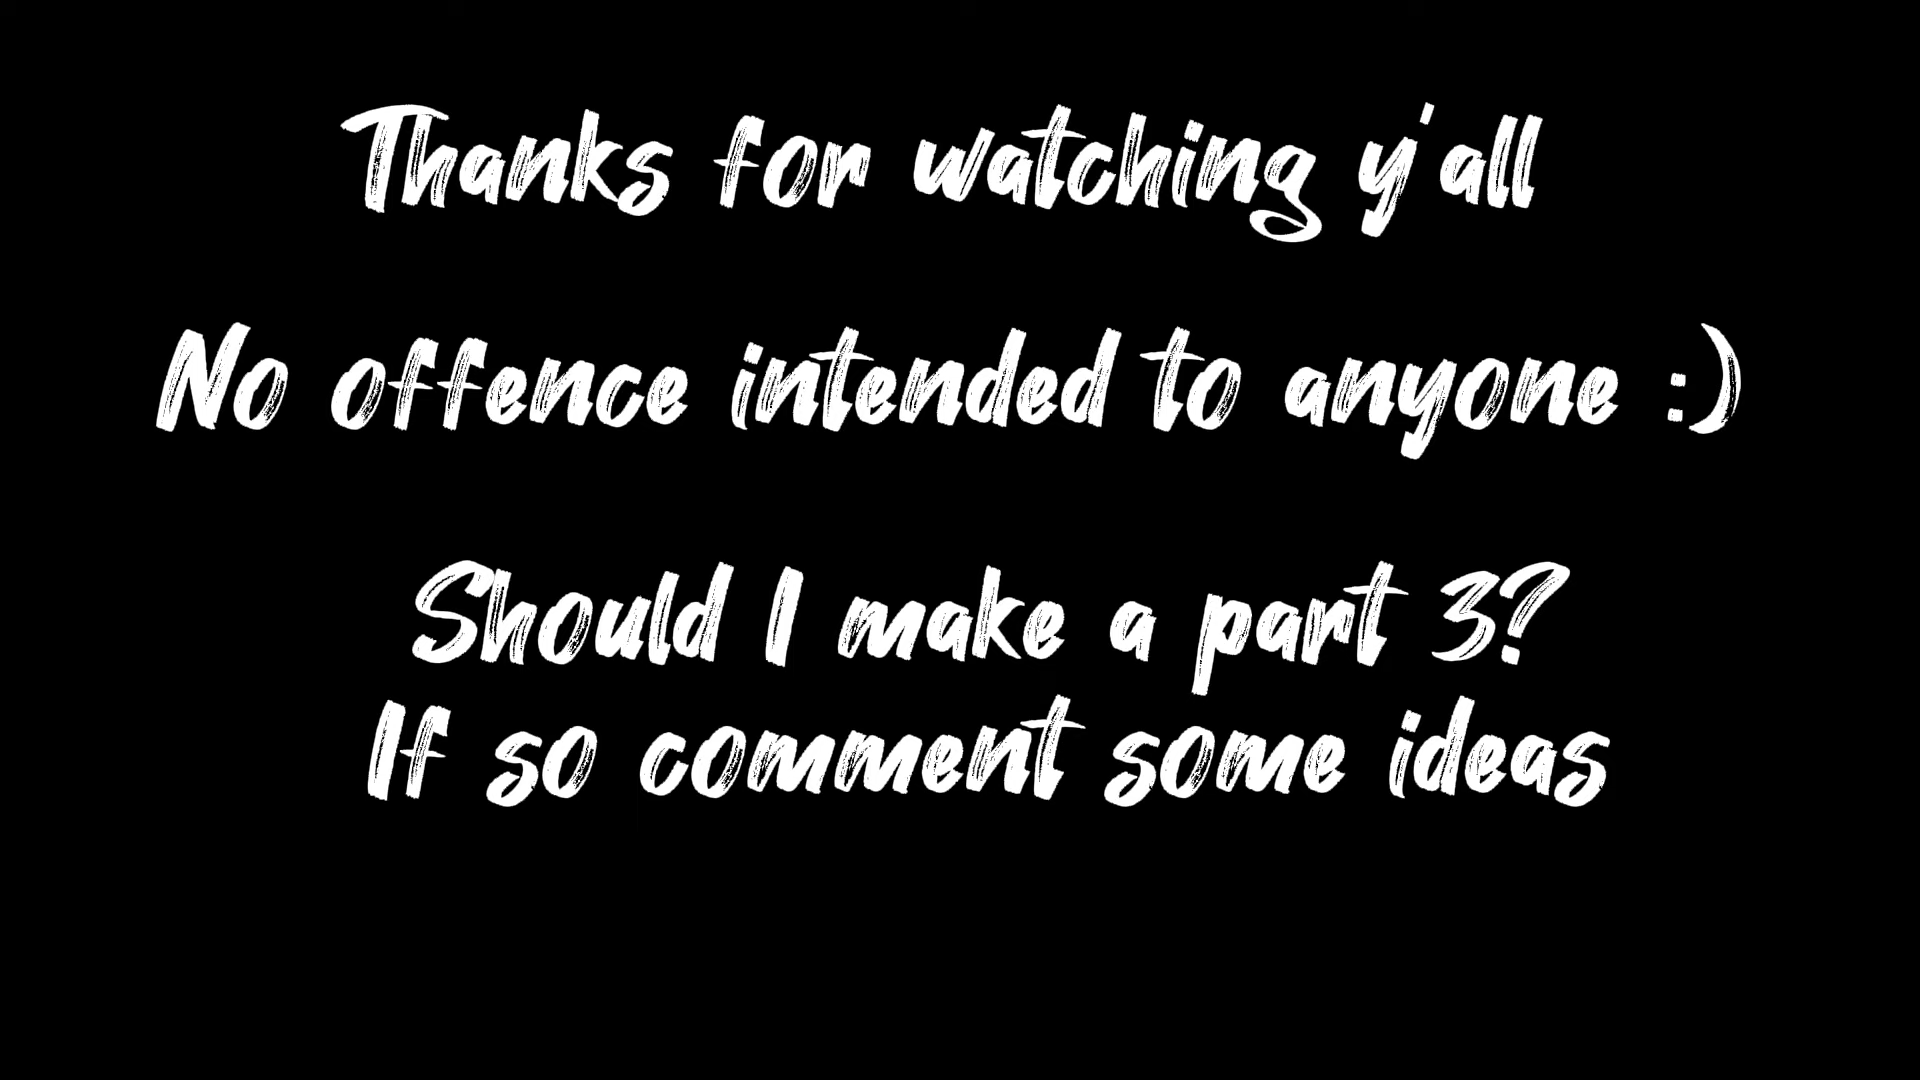 Thanks for watching y'all
No offence intended to anyone :)
Should I make a part 3?
If so comment some ideas